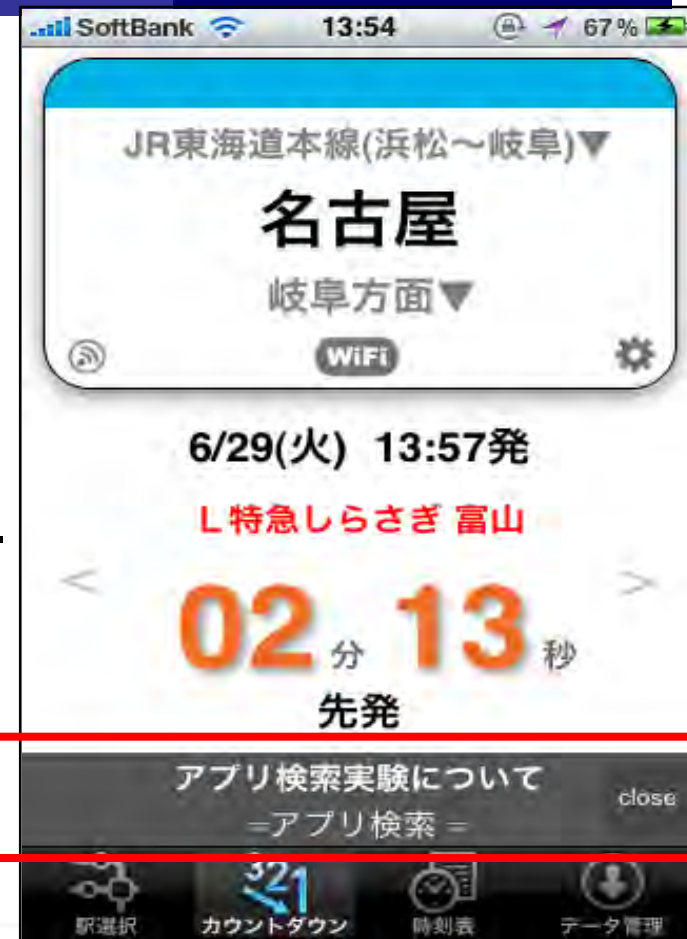 SoftBank 13:54 67%
JR東海道本線(浜松〜岐阜)▼
名古屋
岐阜方面▼
WiFi
6/29(火) 13:57発
L特急しらさぎ 富山
< 02分 13秒 >
先発
アプリ検索実験について
close
=アプリ検索=
321
駅選択 カウントダウン 時刻表 データ管理